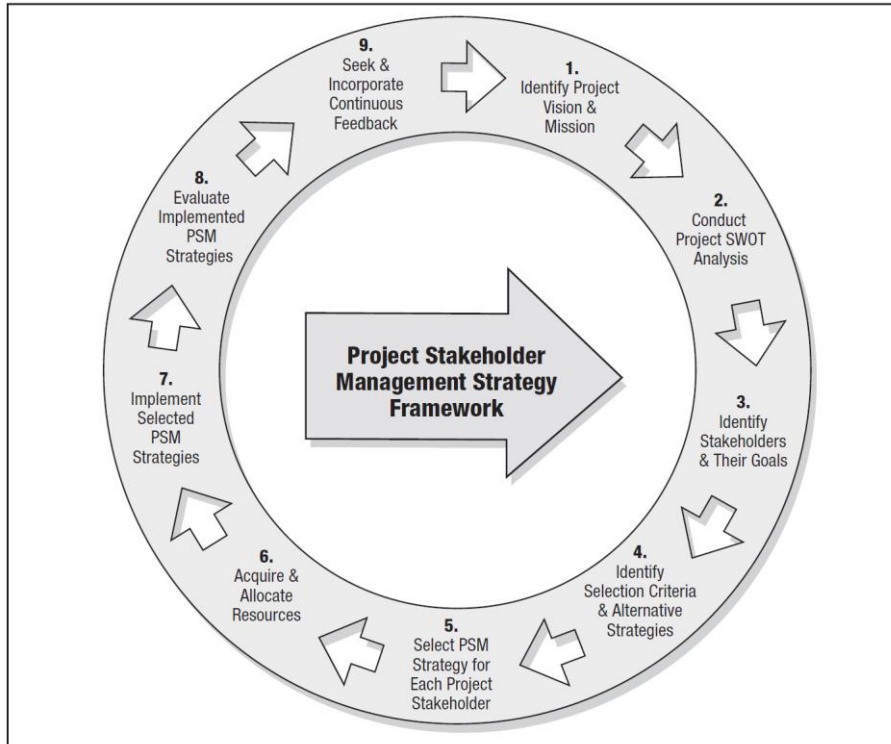 9.
Seek &
Incorporate
Continuous
Feedback
1.
Identify Project
Vision &
Mission
2.
Conduct
Project SWOT
Analysis
3.
Identify
Stakeholders
& Their Goals
4.
Identify
Selection Criteria
& Alternative
Strategies
5.
Select PSM
Strategy for
Each Project
Stakeholder
6.
Acquire &
Allocate
Resources
7.
Implement
Selected
PSM
Strategies
8.
Evaluate
Implemented
PSM
Strategies
Project Stakeholder
Management Strategy
Framework